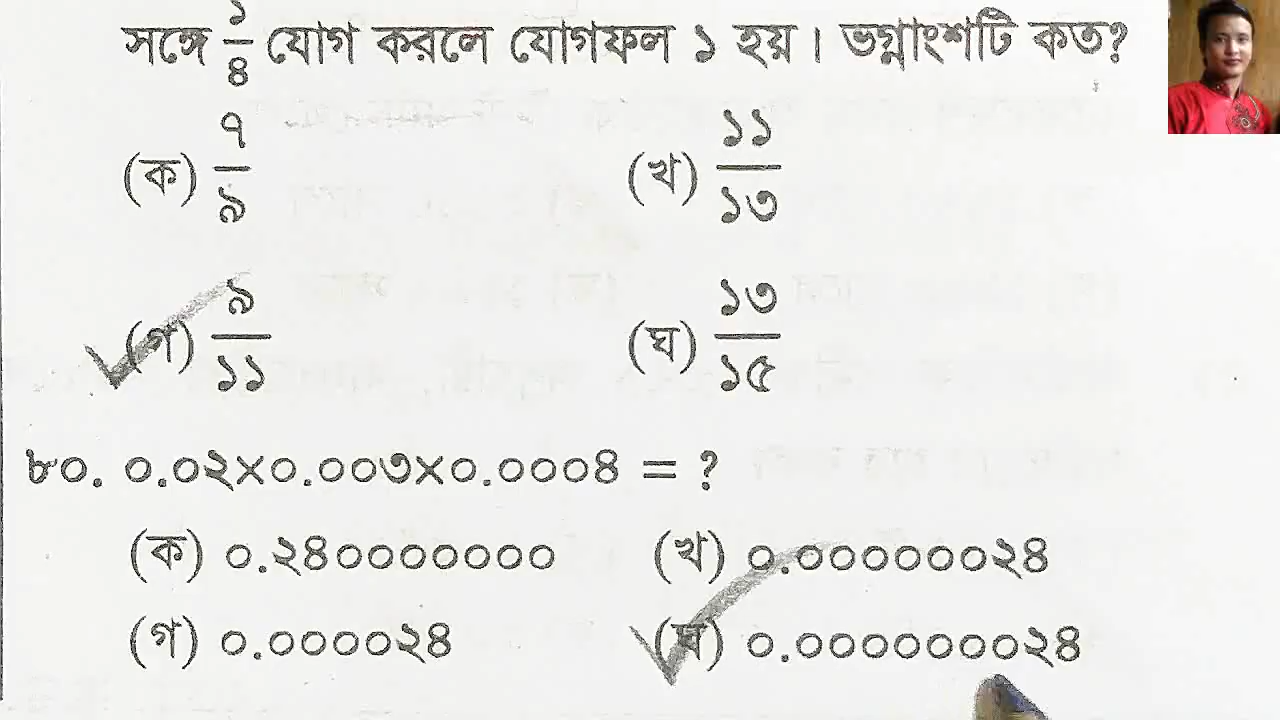 সঙ্গে ১/৪ যোগ করলে যোগফল ১ হয়। ভগ্নাংশটি কত?
(ক) ৭/৯ (খ) ১১/১৩
(গ) ৯/১১ (ঘ) ১৩/১৫
৮০. ০.০২×০.০০৩×০.০০০৪ = ?
(ক) ০.২৪০০০০০০০ (খ) ০.০০০০০০২৪
(গ) ০.০০০০২৪ (ঘ) ০.০০০০০০০২৪